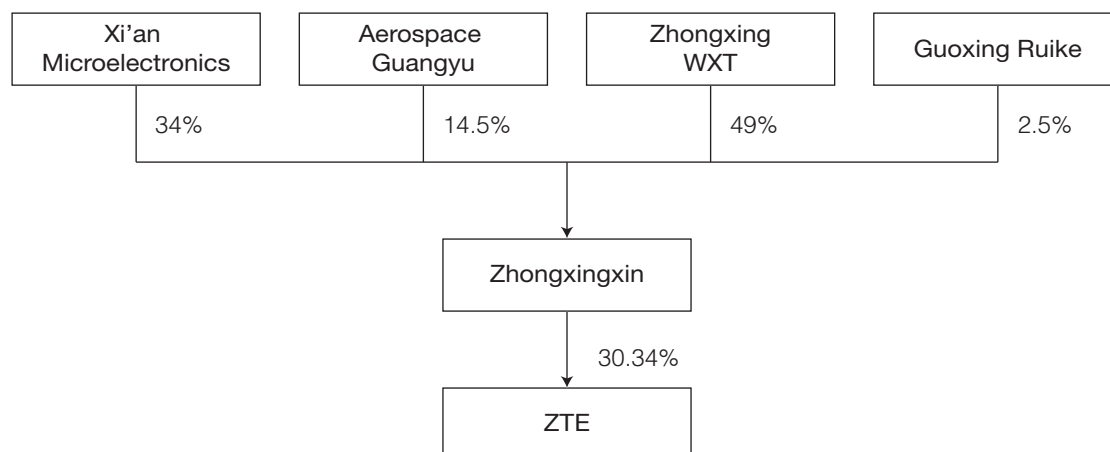 Xi’an
Microelectronics
Aerospace
Guangyu
Zhongxing
WXT
Guoxing Ruike
34%
14.5%
49%
2.5%
Zhongxingxin
30.34%
ZTE